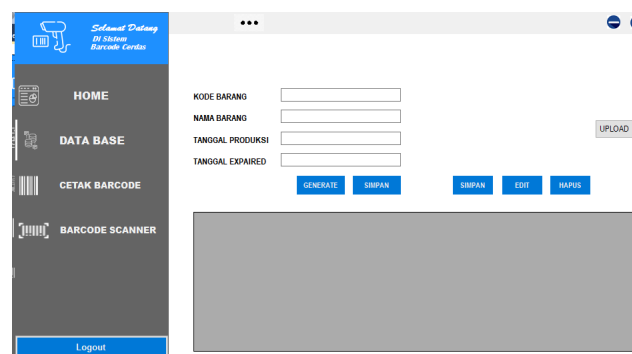 Selamat Datang
Di Sistem
Barcode Cerdas
HOME
DATA BASE
CETAK BARCODE
BARCODE SCANNER
Logout
KODE BARANG
NAMA BARANG
TANGGAL PRODUKSI
TANGGAL EXPAIRED
GENERATE SIMPAN SIMPAN EDIT HAPUS
UPLOAD